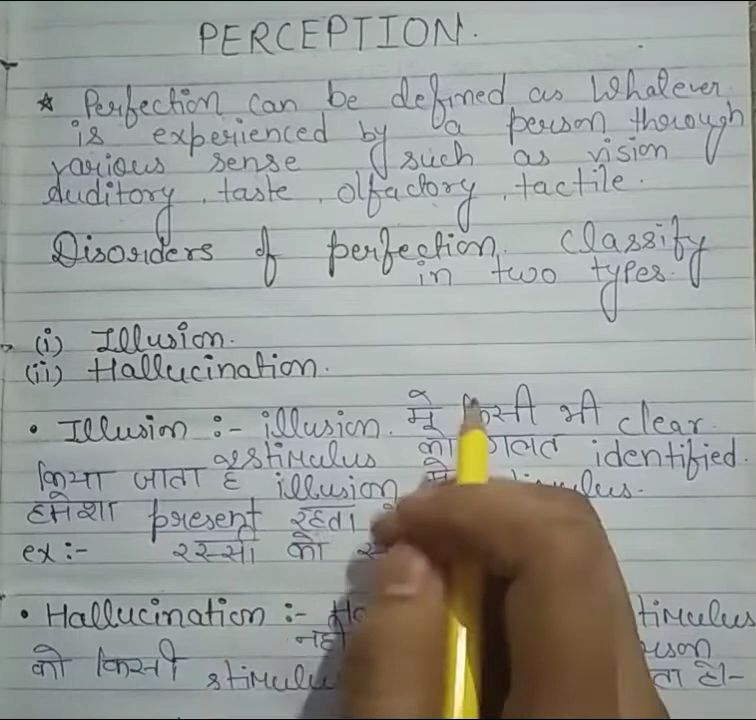 PERCEPTION.
* Perfection can be defined as Whatever
is experienced by a person through
various sense such as vision
auditory, taste, olfactory, tactile.
Disorders of perfection. classify
in two types.
(i) Illusion.
(ii) Hallucination.
• Illusion :- illusion में किसी भी clear
stimulus को गलत identified.
किया जाता है illusion में
हमेशा present रहता
ex :- रस्सी को
• Hallucination :- stimulus
नही
को किसी stimulu